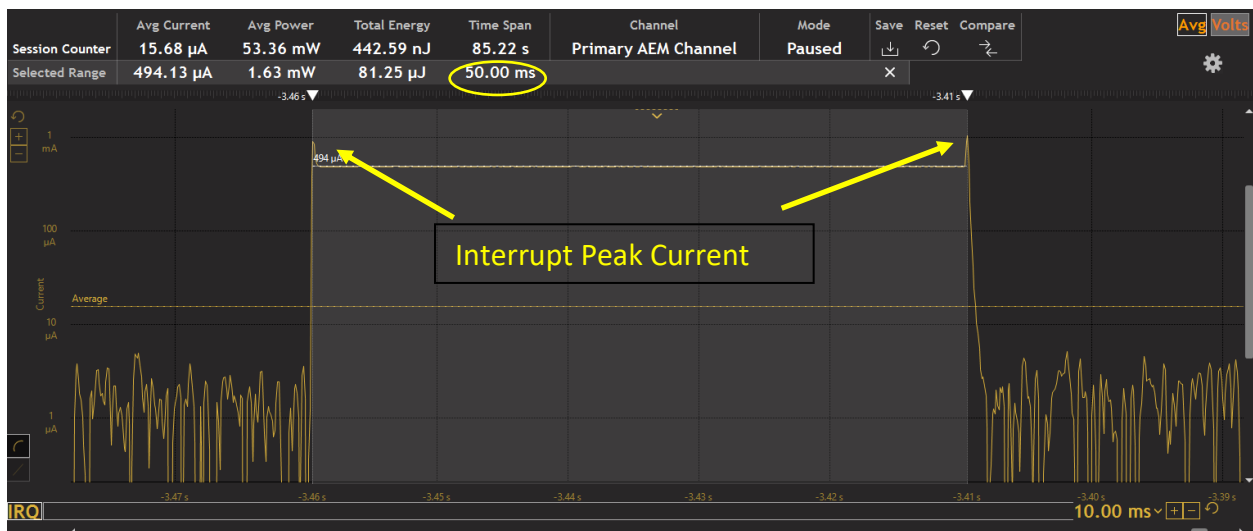 Avg Current Avg Power Total Energy Time Span Channel Mode Save Reset Compare Avg Volts
Session Counter 15.68 µA 53.36 mW 442.59 nJ 85.22 s Primary AEM Channel Paused
Selected Range 494.13 µA 1.63 mW 81.25 µJ 50.00 ms ×
-3.46 s -3.41 s
1
mA
494 µA
100
µA
Interrupt Peak Current
Current
Average
10
µA
1
µA
-3.47 s -3.46 s -3.45 s -3.44 s -3.43 s -3.42 s -3.41 s -3.40 s -3.39 s
IRQ 10.00 ms